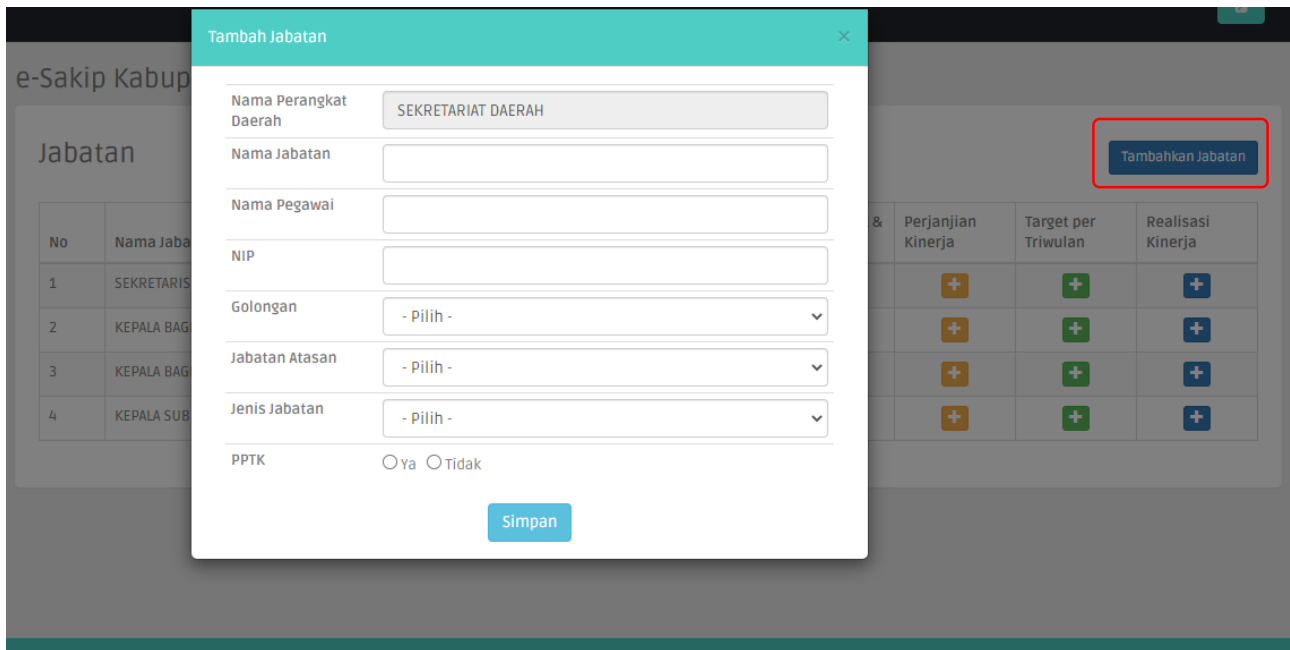 Tambah Jabatan
×
e-Sakip Kabup
Nama Perangkat
Daerah
SEKRETARIAT DAERAH
Jabatan
Tambahkan Jabatan
Nama Jabatan
Nama Pegawai
NIP
Golongan
- Pilih -
Jabatan Atasan
- Pilih -
Jenis Jabatan
- Pilih -
PPTK
Ya Tidak
Simpan
No Nama Jaba & Perjanjian Kinerja Target per Triwulan Realisasi Kinerja
1 SEKRETARIS
2 KEPALA BAG
3 KEPALA BAG
4 KEPALA SUB